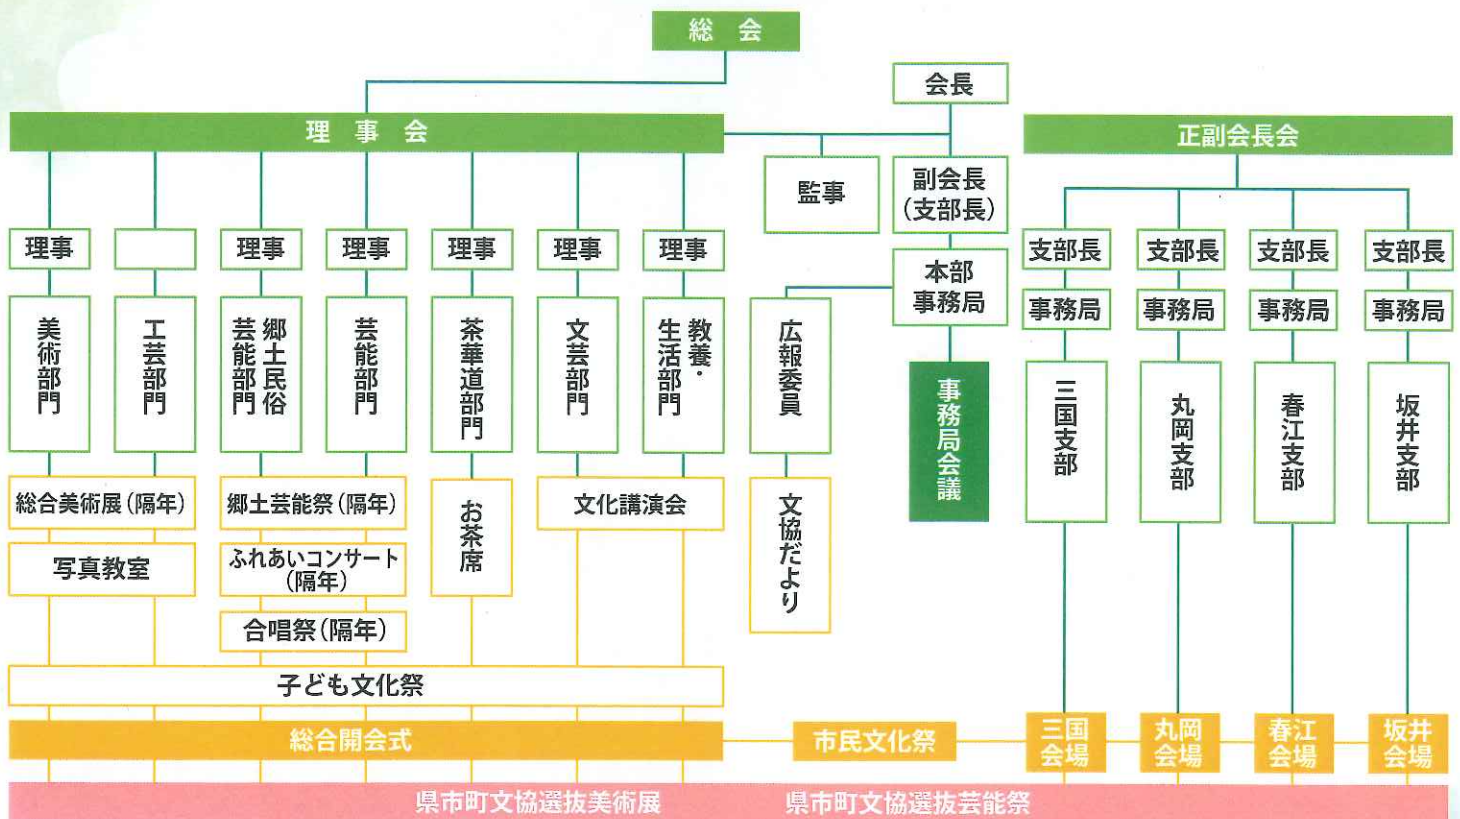 総会
会長
理事会
正副会長会
監事
副会長
(支部長)
理事
理事
理事
理事
理事
理事
支部長
支部長
支部長
支部長
本部
事務局
事務局
事務局
事務局
事務局
美術部門
工芸部門
郷土民俗
芸能部門
芸能部門
茶華道部門
文芸部門
教養・
生活部門
広報委員
事務局会議
三国支部
丸岡支部
春江支部
坂井支部
総合美術展(隔年)
郷土芸能祭(隔年)
お茶席
文化講演会
文協だより
写真教室
ふれあいコンサート
(隔年)
合唱祭(隔年)
子ども文化祭
総合開会式
市民文化祭
三国
会場
丸岡
会場
春江
会場
坂井
会場
県市町文協選抜美術展
県市町文協選抜芸能祭